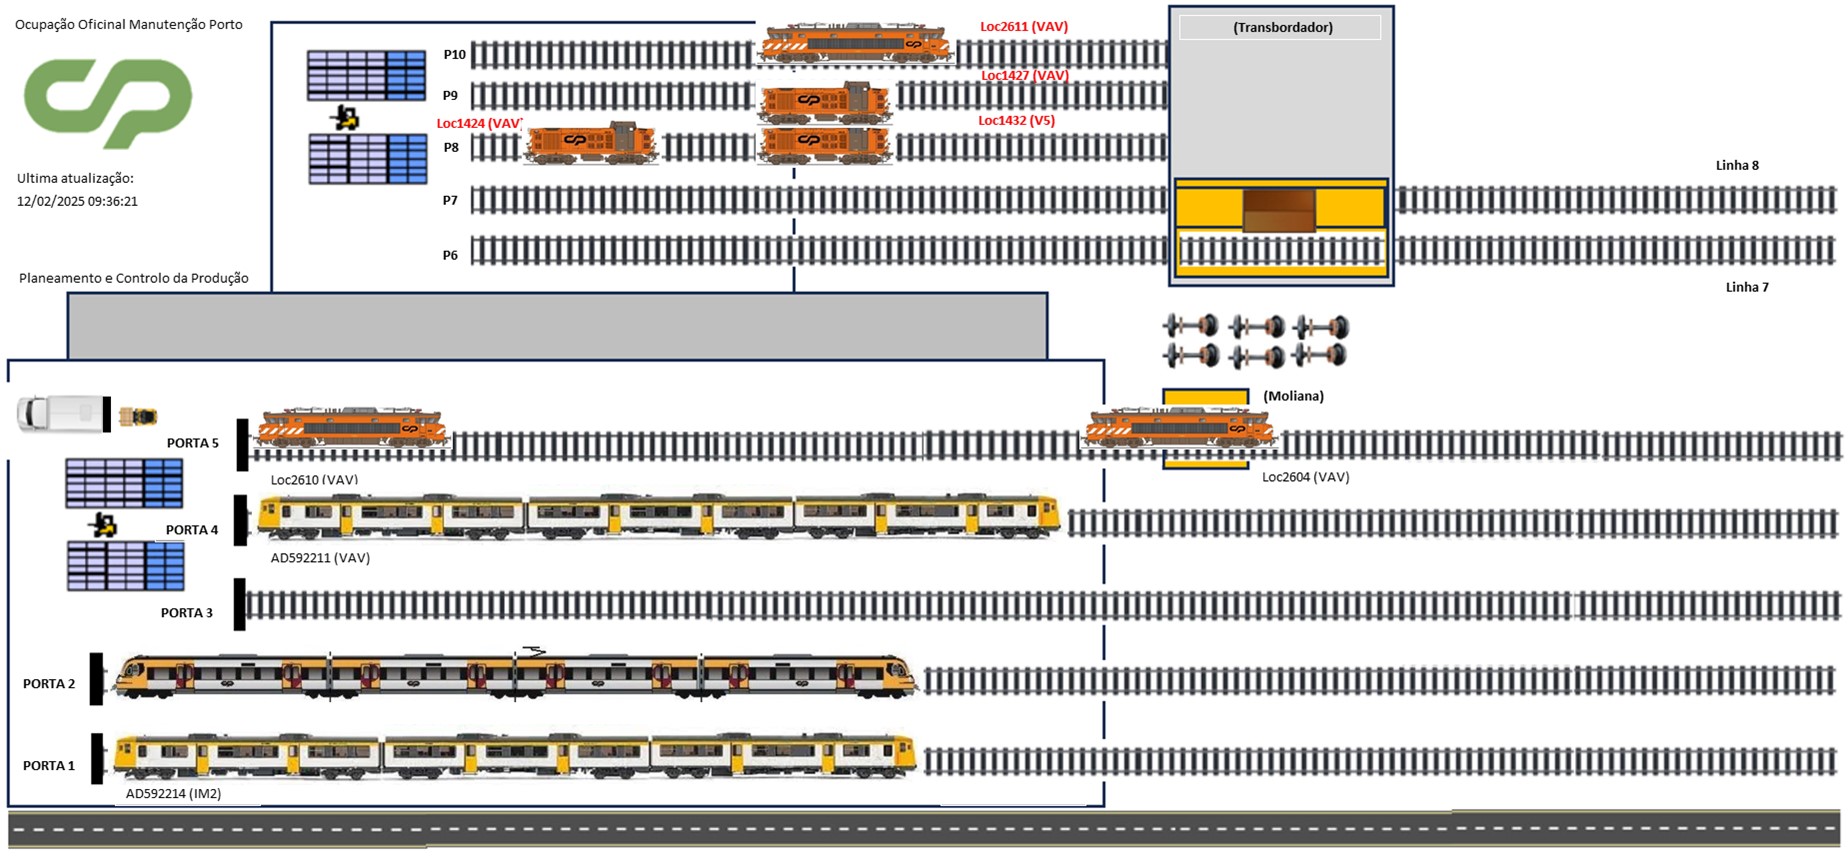 Ocupação Oficinal Manutenção Porto
Ultima atualização:
12/02/2025 09:36:21
Planeamento e Controlo da Produção
P10
Loc2611 (VAV)
(Transbordador)
P9
Loc1427 (VAV)
Loc1424 (VAV)
Loc1432 (V5)
P8
P7
Linha 8
P6
Linha 7
(Moliana)
PORTA 5
Loc2610 (VAV)
Loc2604 (VAV)
PORTA 4
AD592211 (VAV)
PORTA 3
PORTA 2
PORTA 1
AD592214 (IM2)